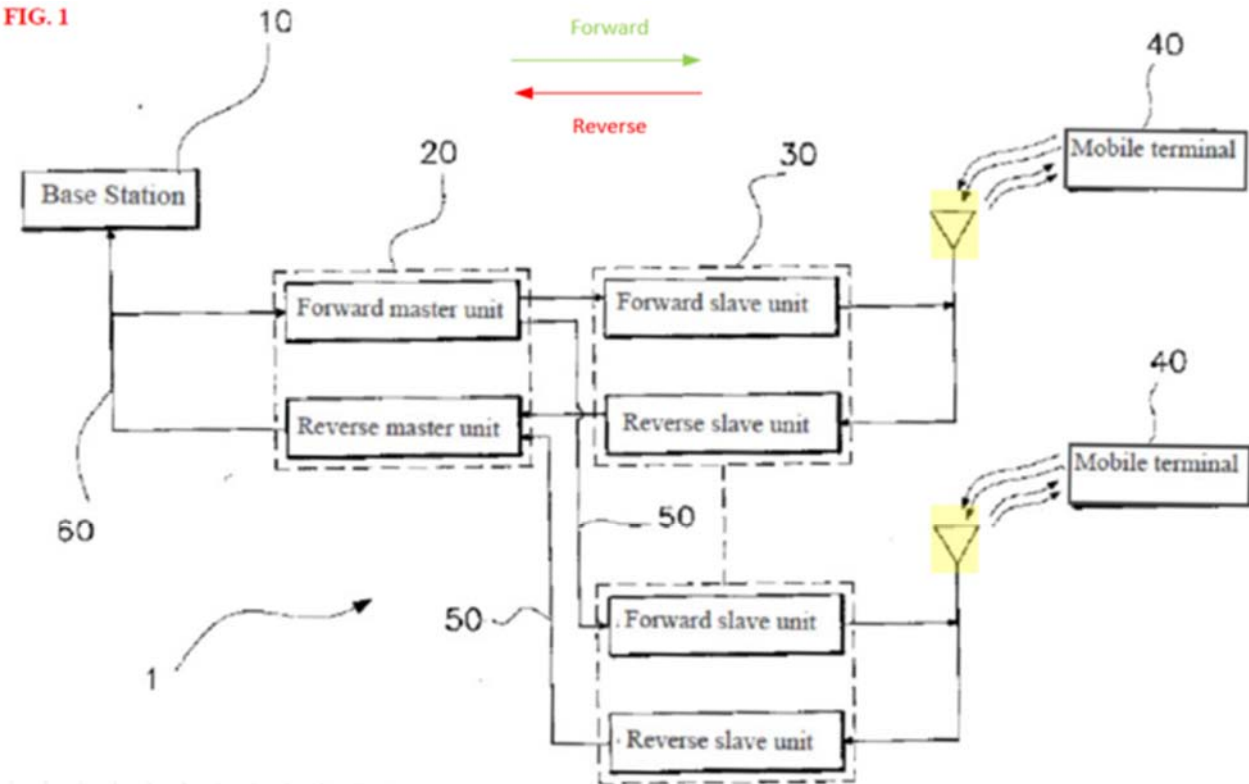 FIG. 1
10
Forward
40
Reverse
Mobile terminal
20
30
Base Station
Forward master unit
Forward slave unit
40
Reverse master unit
Reverse slave unit
Mobile terminal
60
50
50
Forward slave unit
1
Reverse slave unit